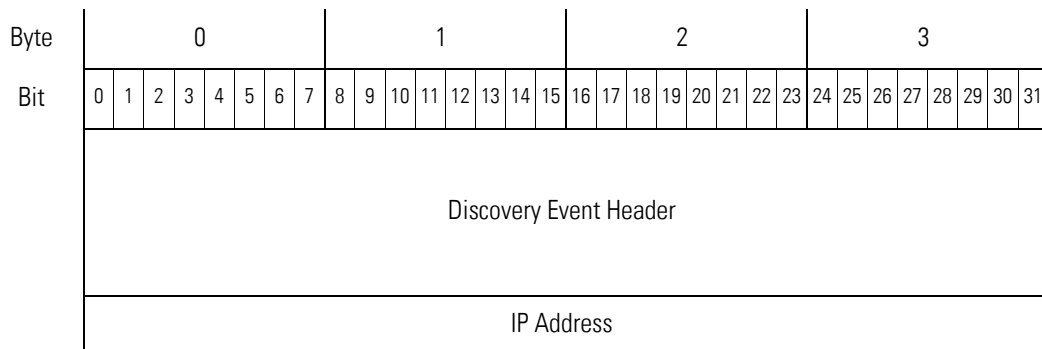 Byte 0 1 2 3
Bit 0 1 2 3 4 5 6 7 8 9 10 11 12 13 14 15 16 17 18 19 20 21 22 23 24 25 26 27 28 29 30 31
Discovery Event Header
IP Address